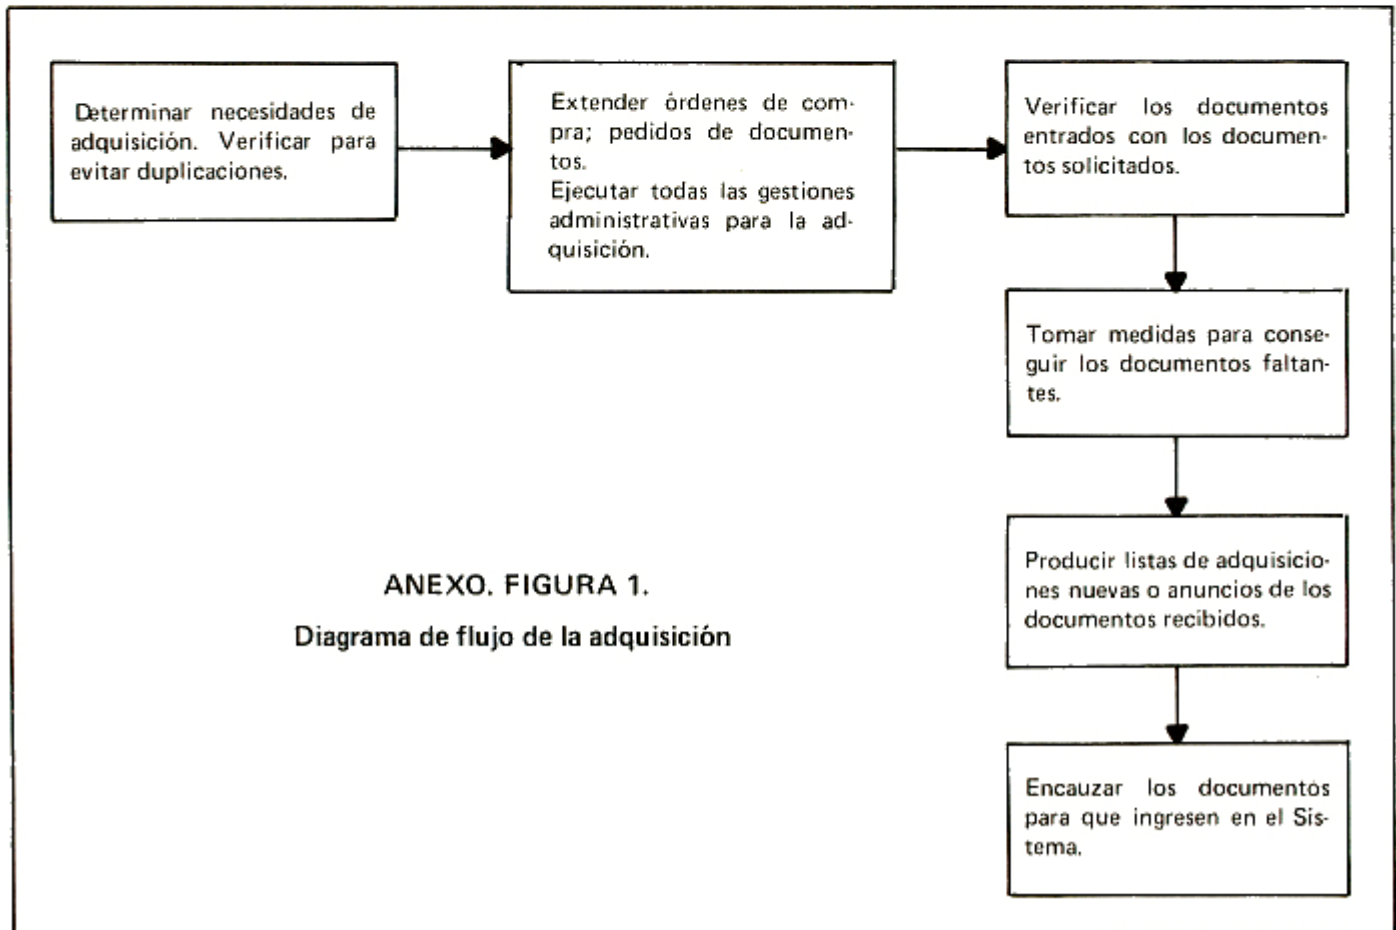 Determinar necesidades de
adquisición. Verificar para
evitar duplicaciones.
Extender órdenes de com-
pra; pedidos de documen-
tos.
Ejecutar todas las gestiones
administrativas para la ad-
quisición.
Verificar los documentos
entrados con los documen-
tos solicitados.
Tomar medidas para conse-
guir los documentos faltan-
tes.
Producir listas de adquisicio-
nes nuevas o anuncios de los
documentos recibidos.
Encauzar los documentos
para que ingresen en el Sis-
tema.
ANEXO. FIGURA 1.
Diagrama de flujo de la adquisición